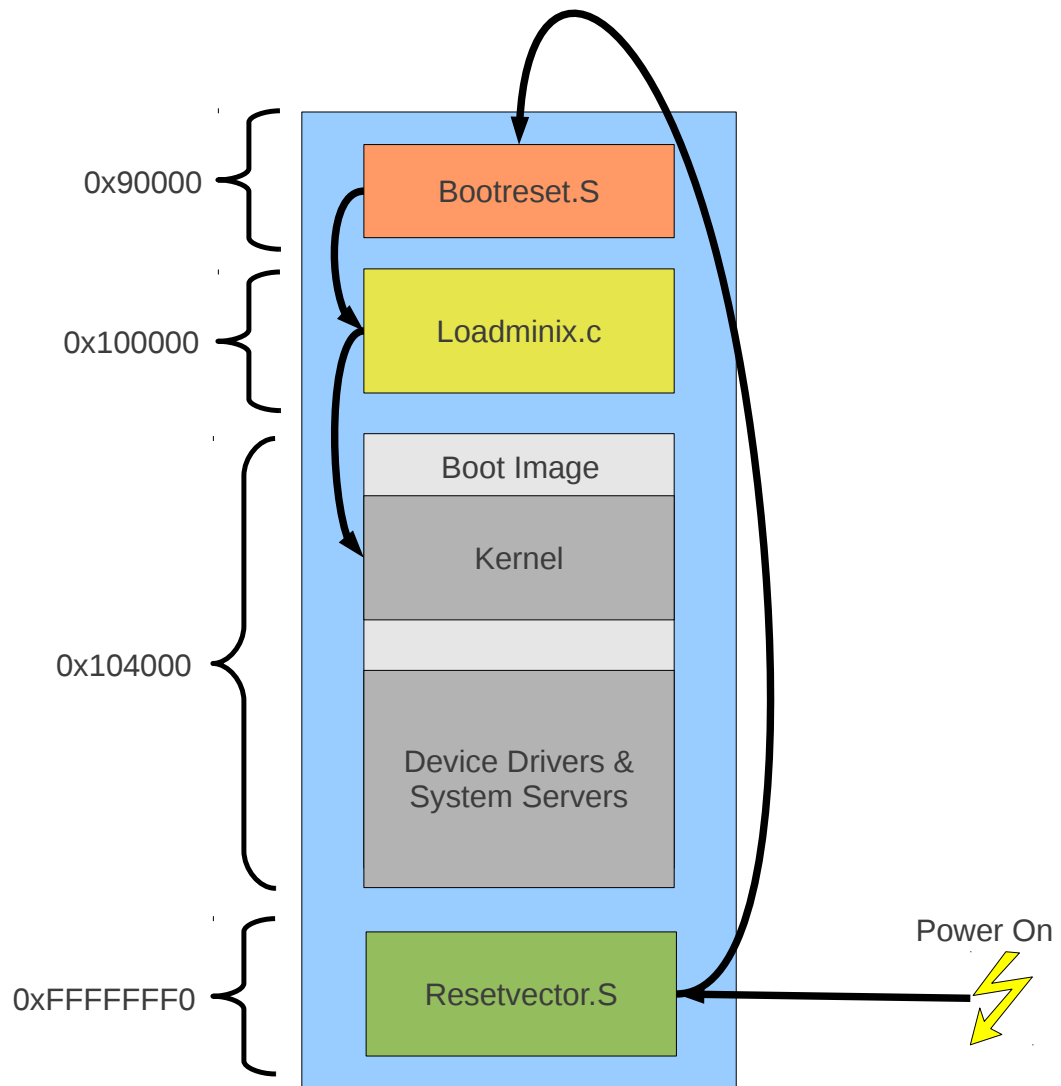 0x90000
Bootreset.S
0x100000
Loadminix.c
Boot Image
Kernel
0x104000
Device Drivers &
System Servers
Power On
0xFFFFFFF0
Resetvector.S